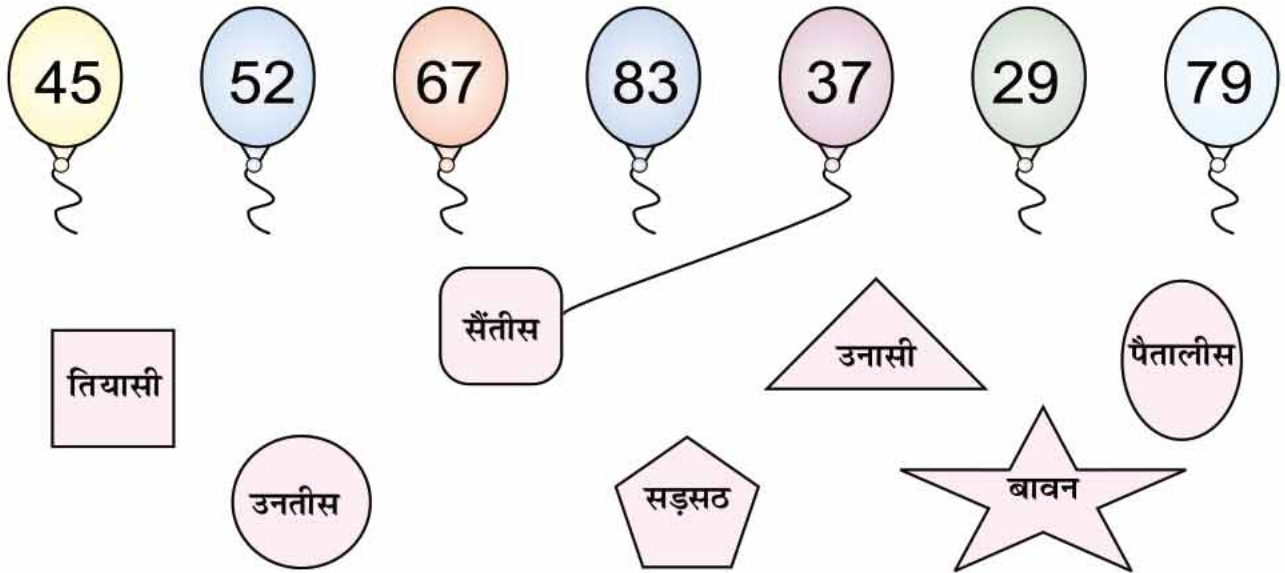 45 52 67 83 37 29 79
सैंतीस
उनासी
पैतालीस
तियासी
उनतीस
सड़सठ
बावन